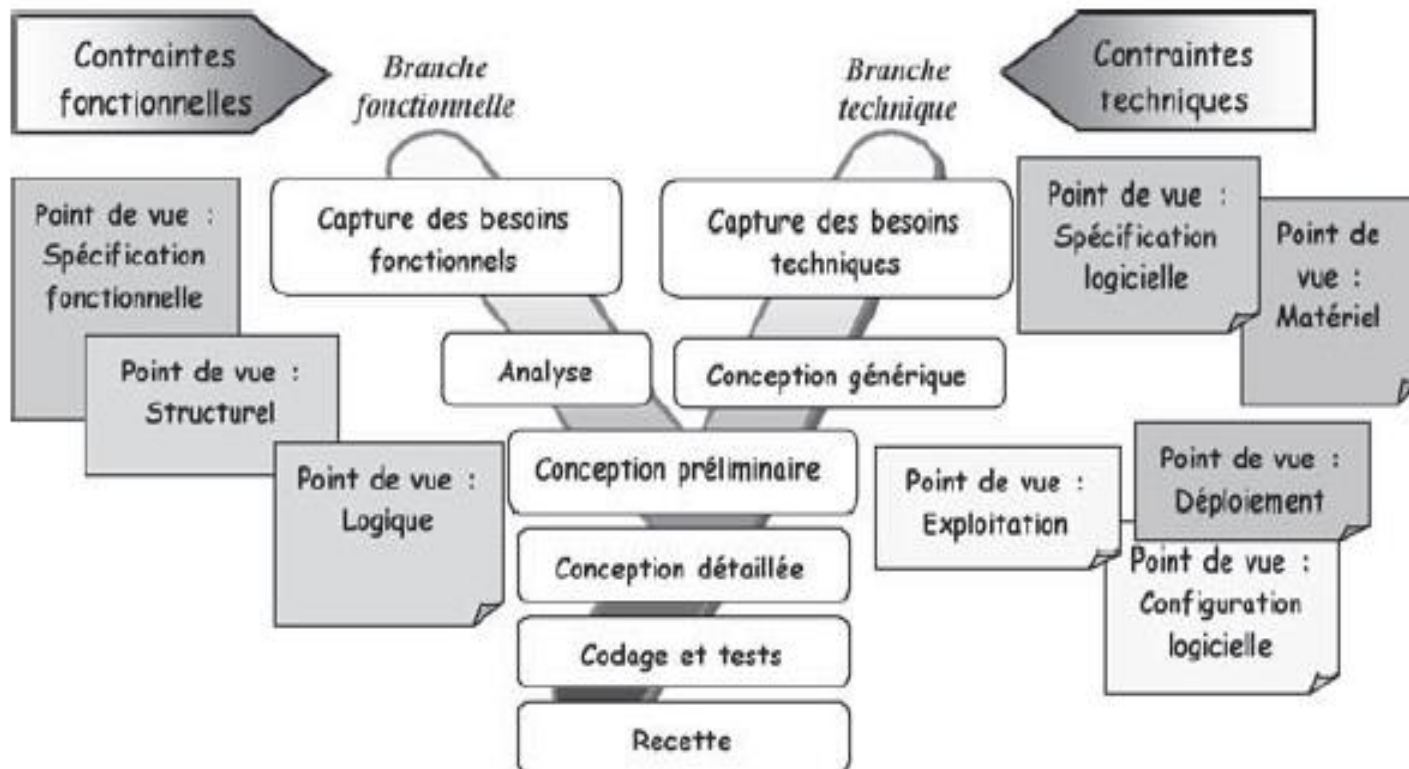 Contraintes
fonctionnelles
Branche
fonctionnelle
Branche
technique
Contraintes
techniques
Point de vue :
Spécification
fonctionnelle
Capture des besoins
fonctionnels
Capture des besoins
techniques
Point de vue :
Spécification
logicielle
Point de
vue :
Matériel
Point de vue :
Structurel
Analyse
Conception générique
Point de vue :
Logique
Conception préliminaire
Point de vue :
Exploitation
Point de vue :
Déploiement
Conception détaillée
Point de vue :
Configuration
logicielle
Codage et tests
Recette